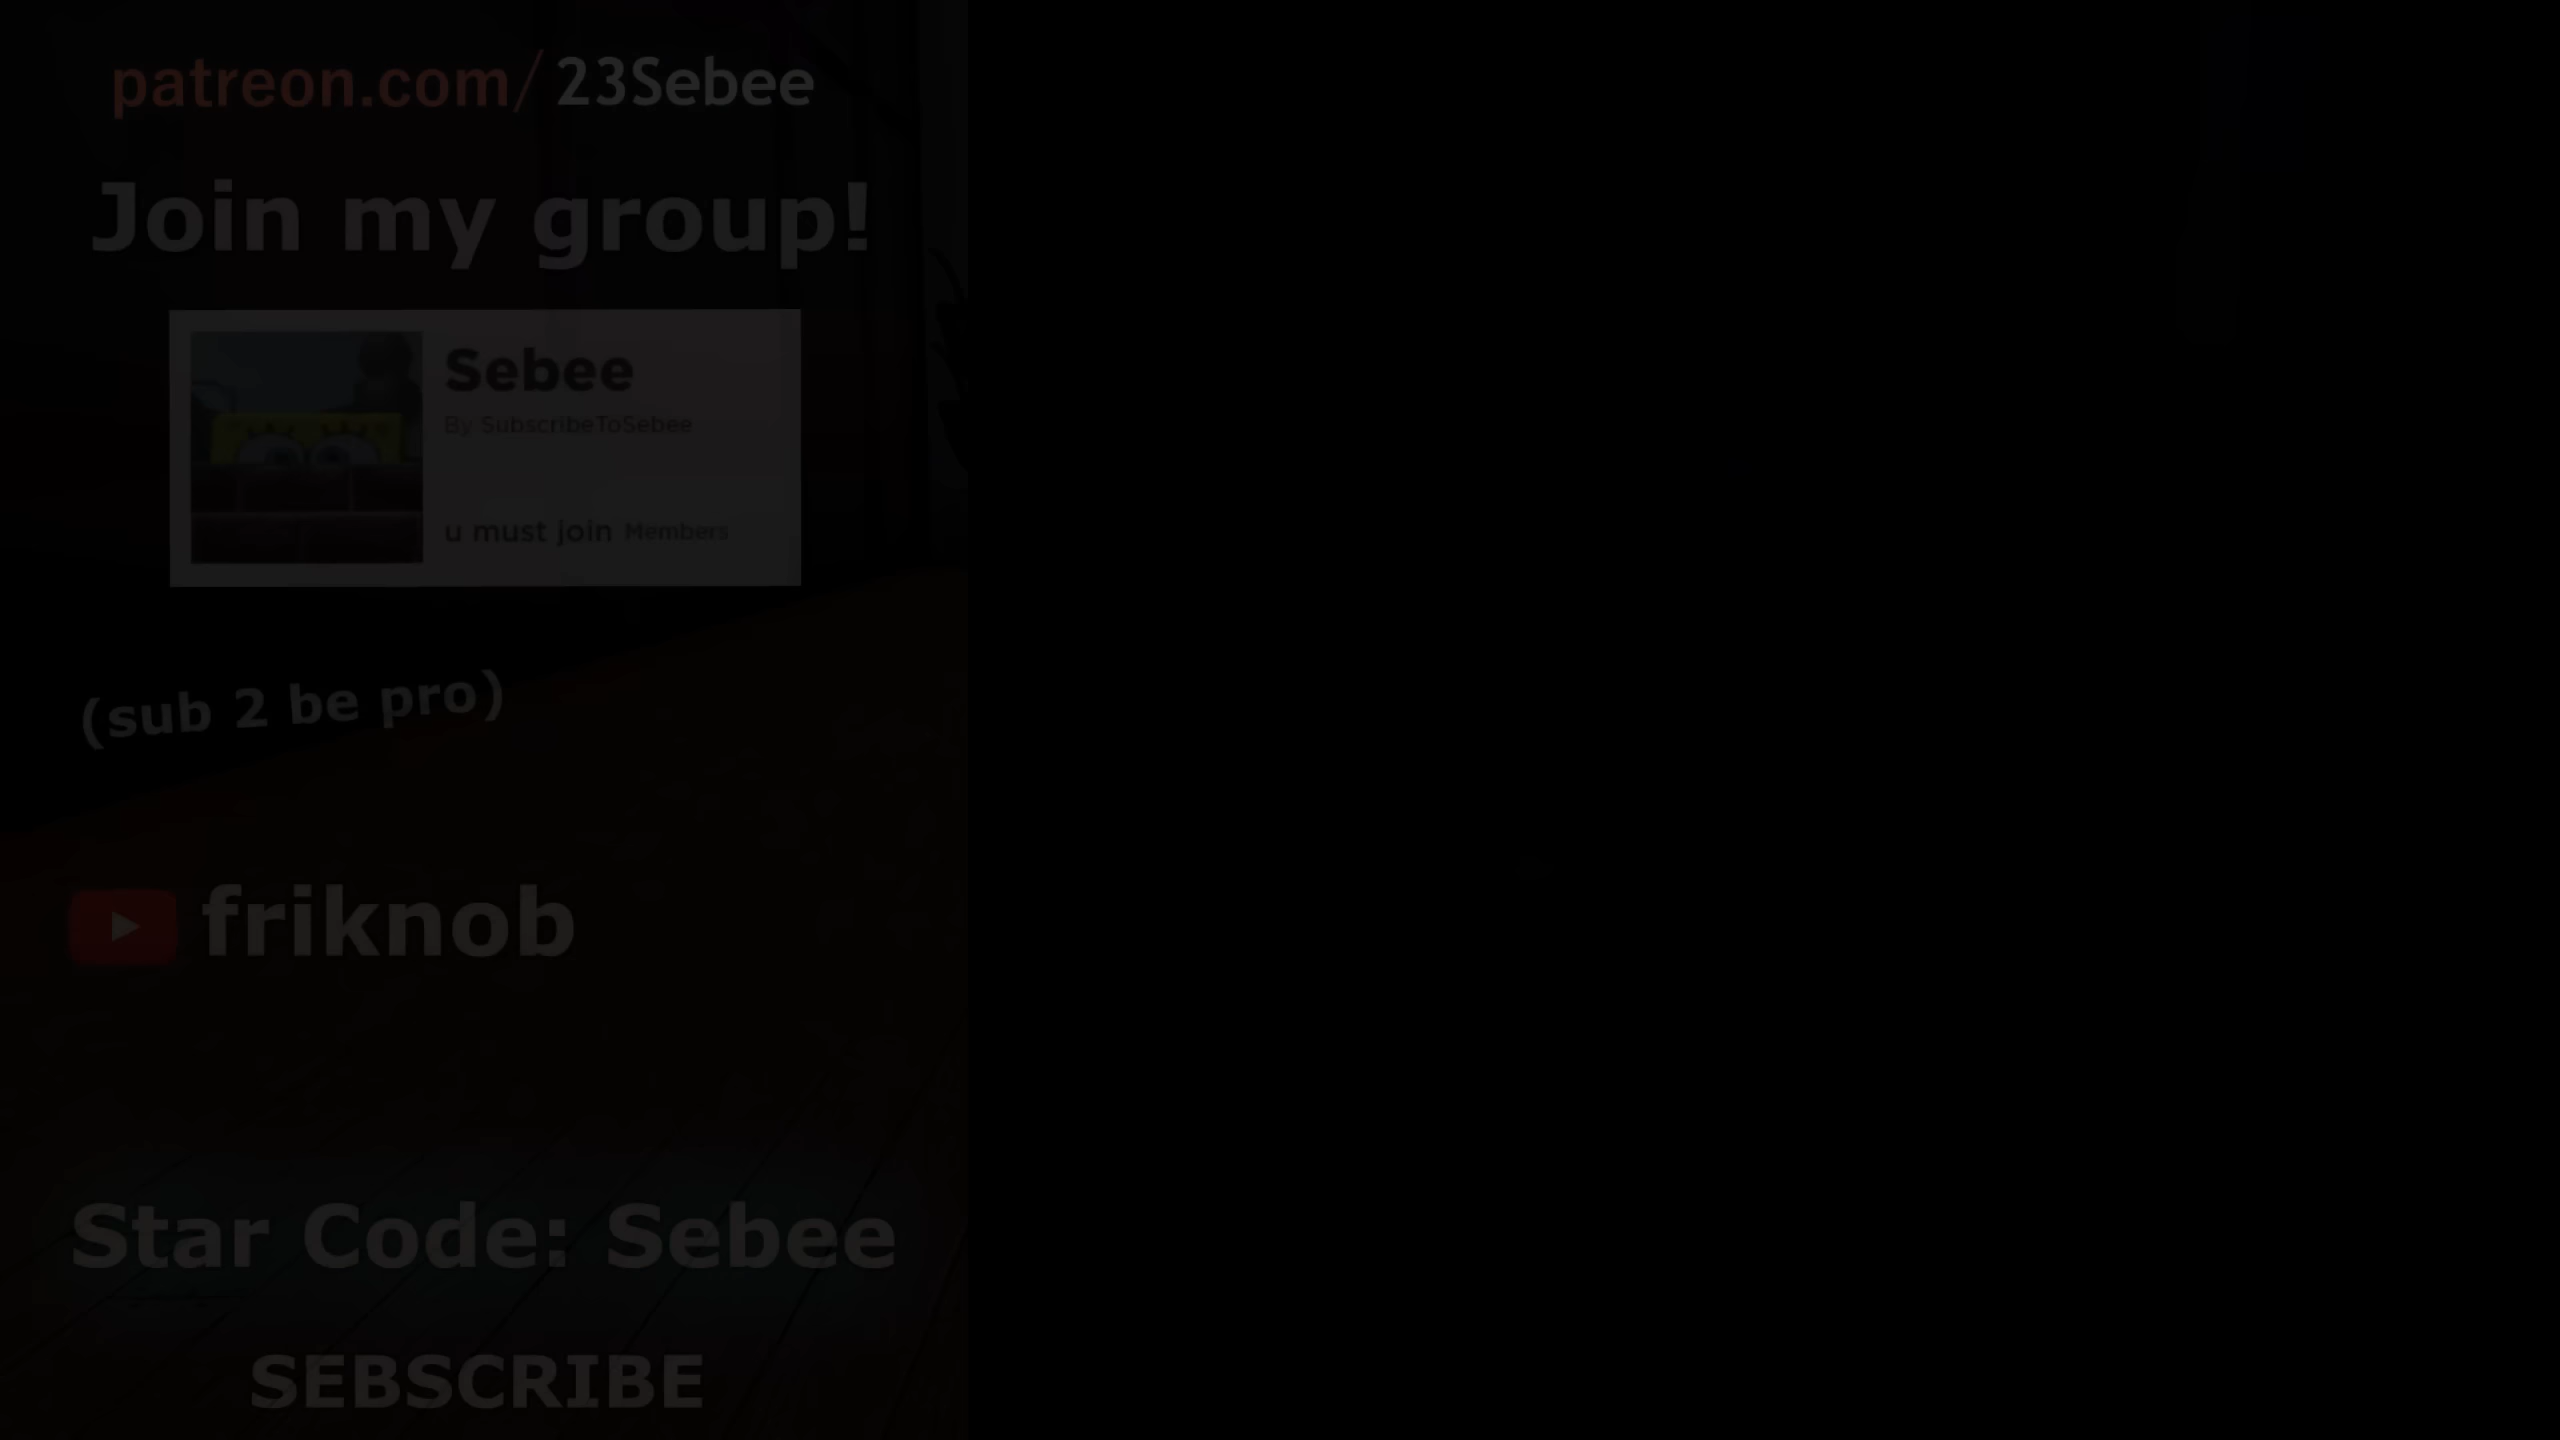 patreon.com/23Sebee
Join my group!
Sebee
By SubscribeToSebee
u must join Members
(sub 2 be pro)
friknob
Star Code: Sebee
SEBSCRIBE